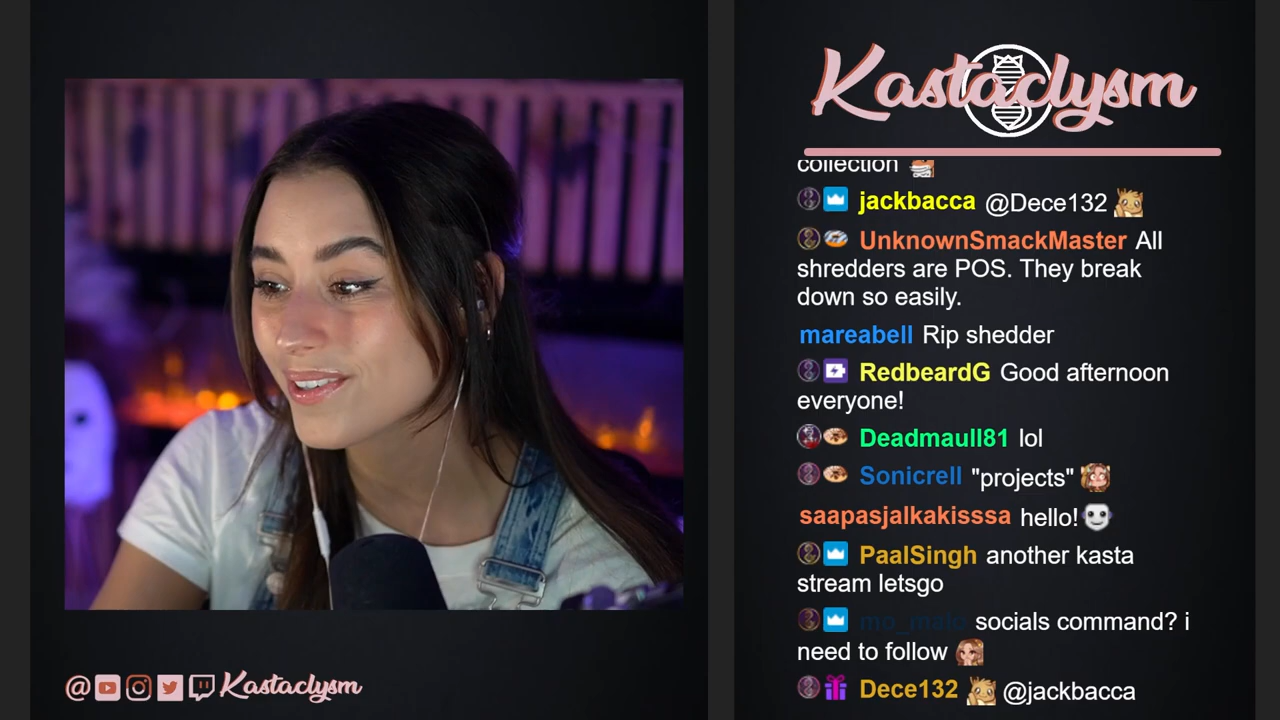 Kastaclysm
collection
jackbacca @Dece132
UnknownSmackMaster All
shredders are POS. They break
down so easily.
mareabell Rip shedder
RedbeardG Good afternoon
everyone!
Deadmaull81 lol
Sonicrell "projects"
saapasjalkakisssa hello!
PaalSingh another kasta
stream letsgo
socials command? i
need to follow
Dece132 @jackbacca
@ Kastaclysm